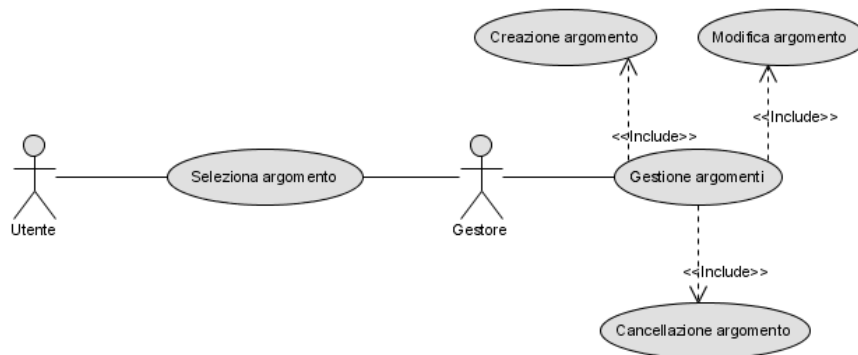 Creazione argomento
Modifica argomento
<<Include>>
<<Include>>
Seleziona argomento
Gestione argomenti
Utente
Gestore
<<Include>>
Cancellazione argomento